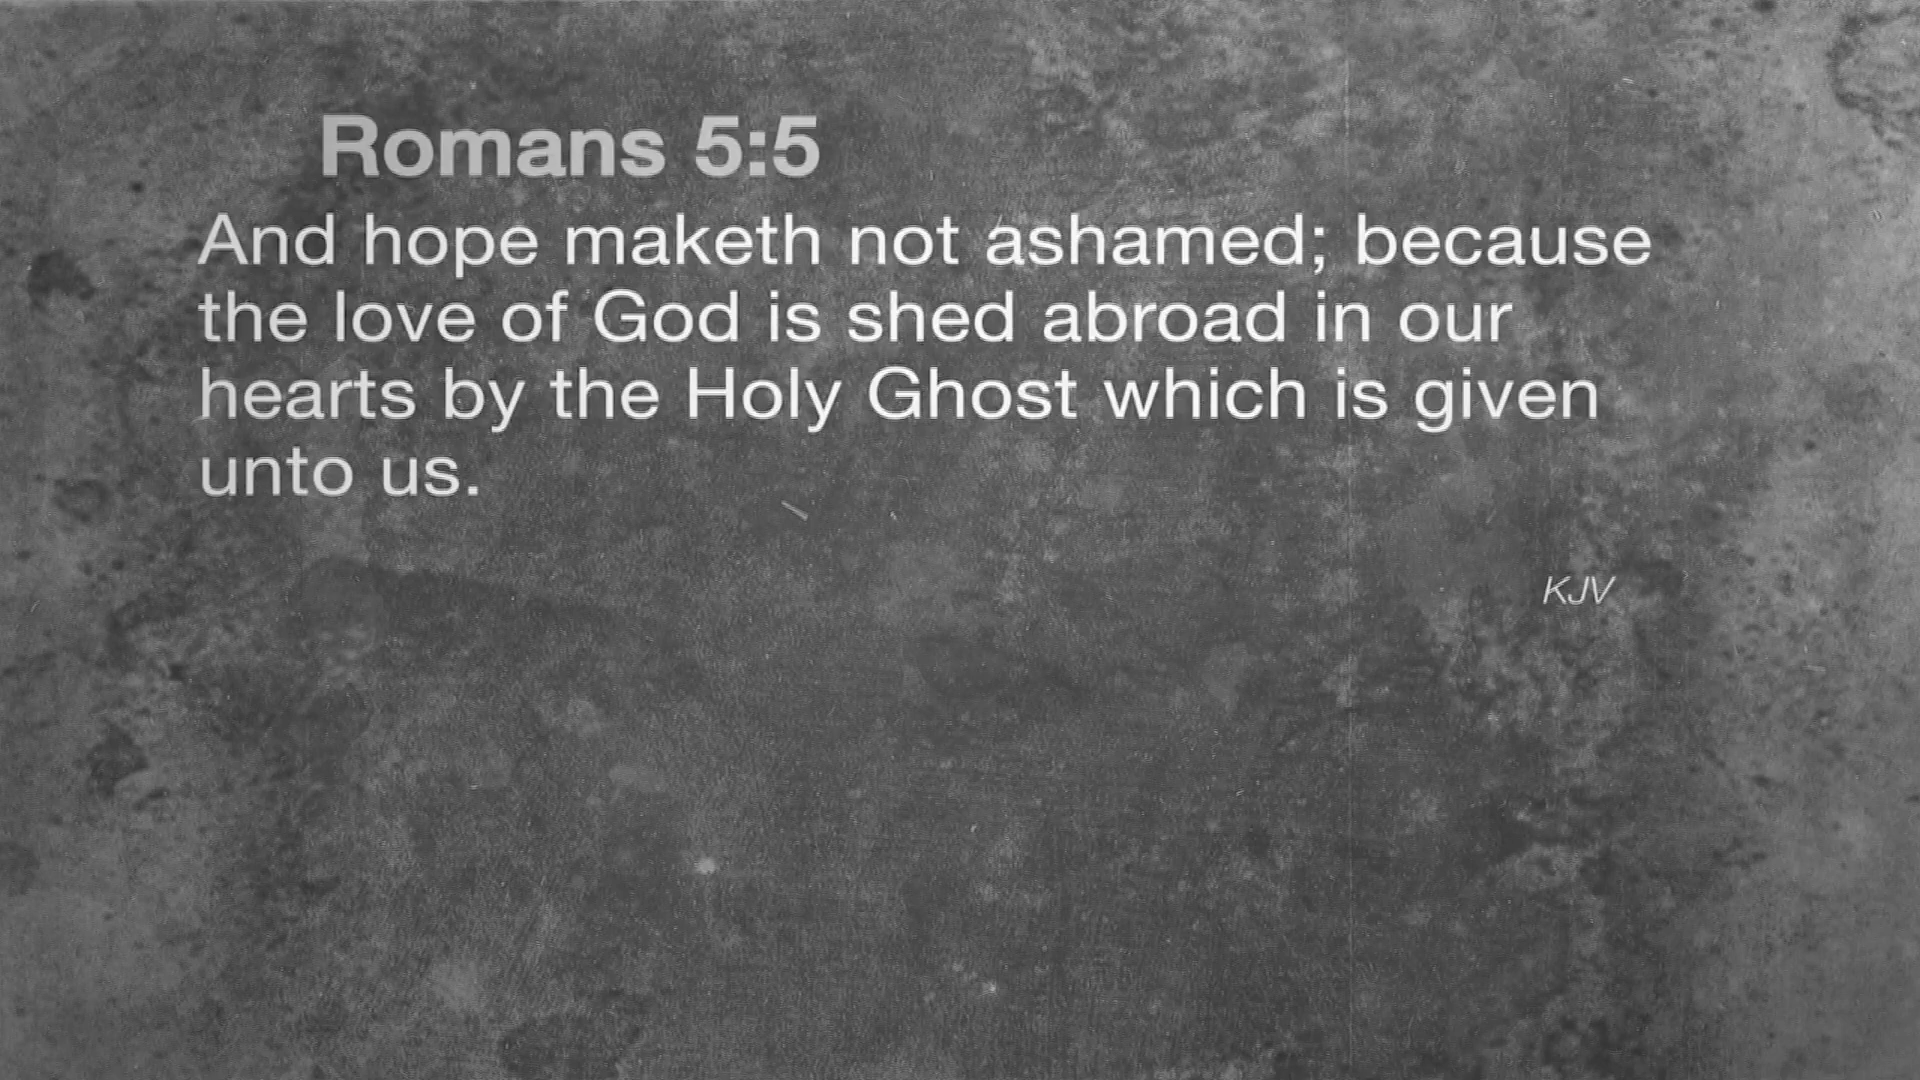 Romans 5:5
And hope maketh not ashamed; because
the love of God is shed abroad in our
hearts by the Holy Ghost which is given
unto us.
KJV